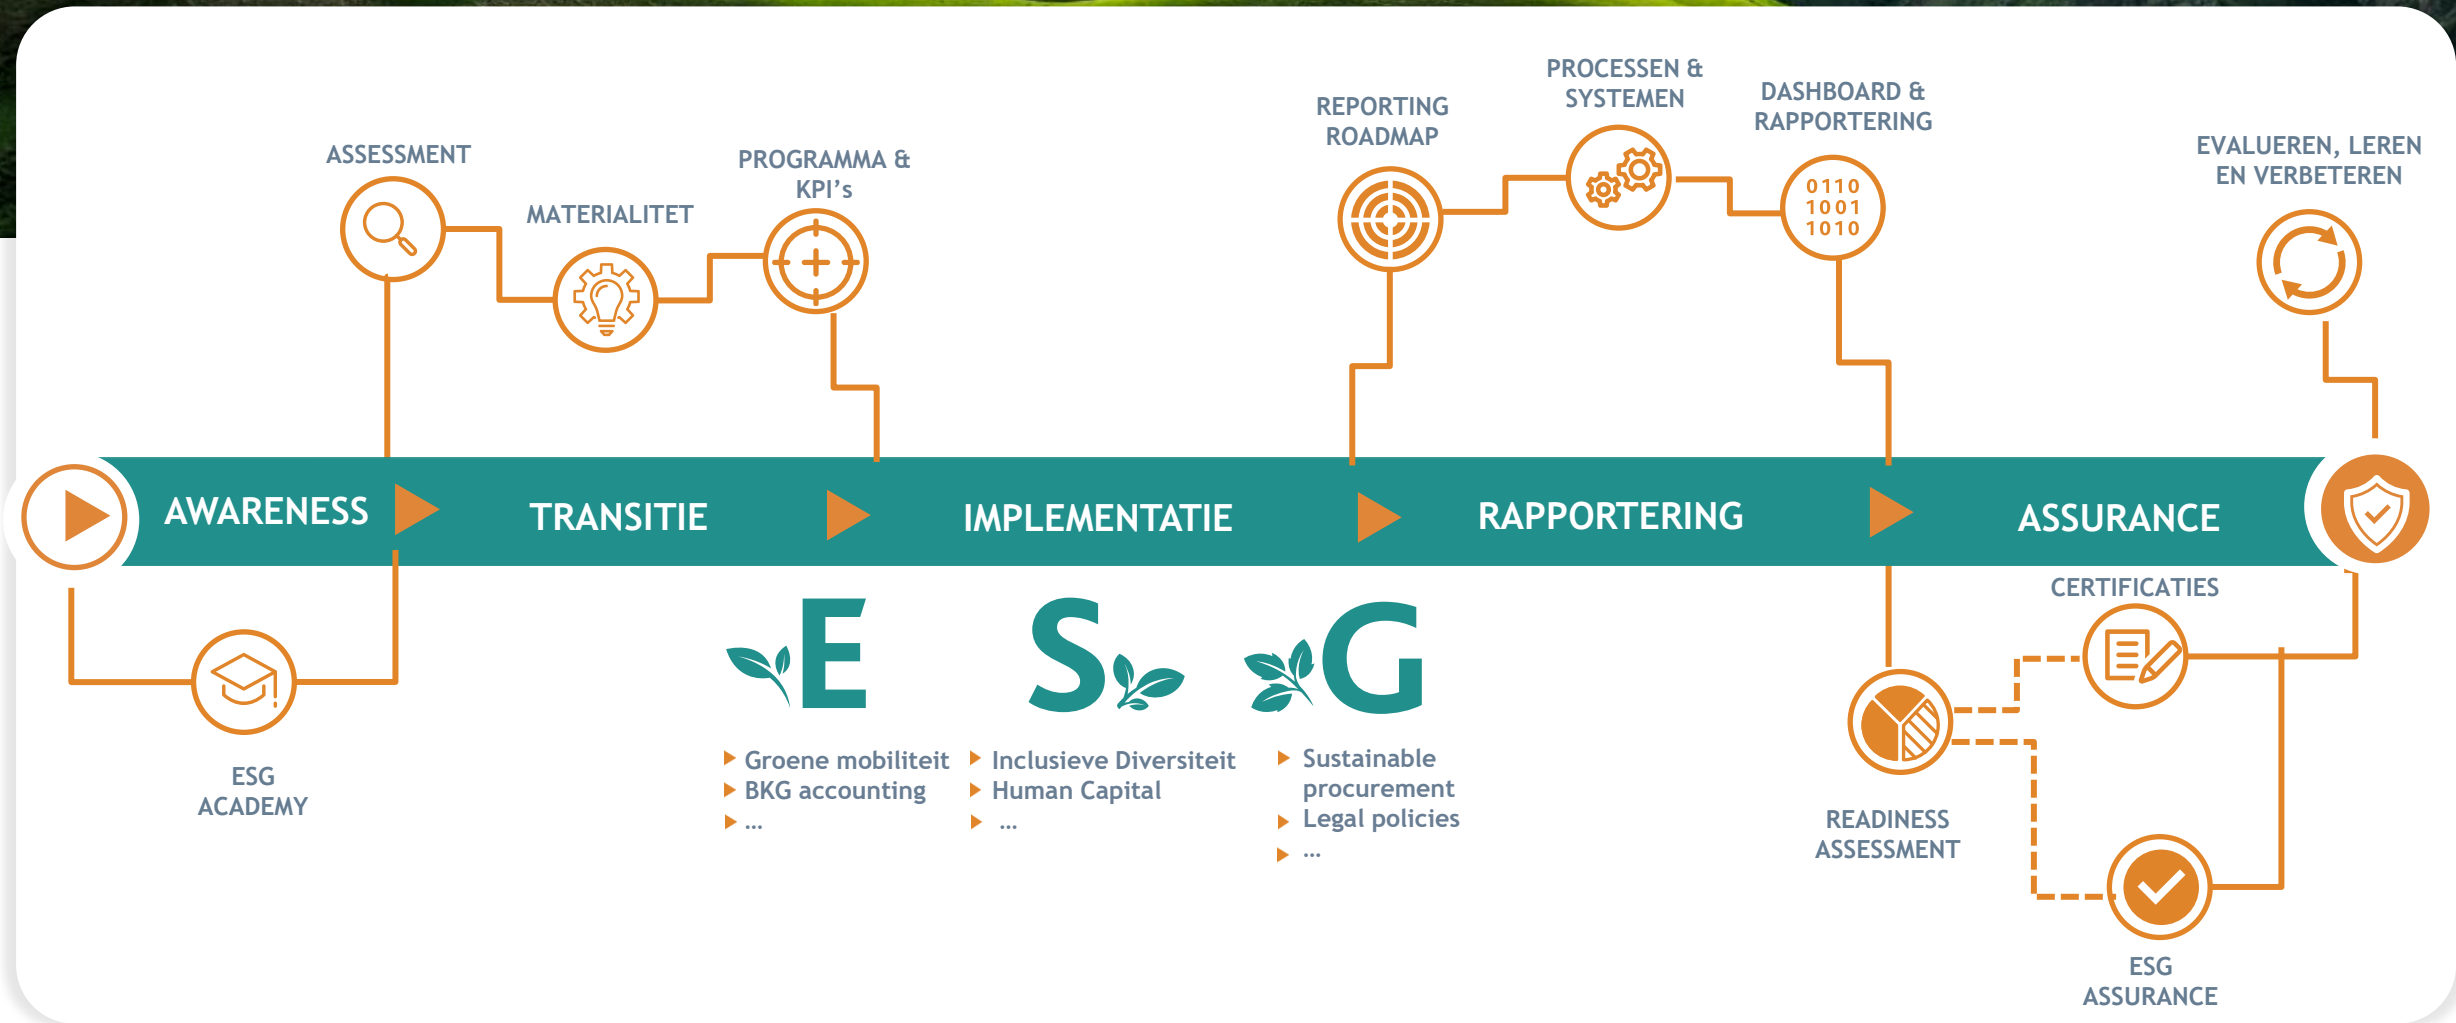 ASSESSMENT
MATERIALITET
PROGRAMMA &
KPI's
REPORTING
ROADMAP
PROCESSEN &
SYSTEMEN
DASHBOARD &
RAPPORTERING
0110
1001
1010
EVALUEREN, LEREN
EN VERBETEREN
AWARENESS
TRANSITIE
IMPLEMENTATIE
RAPPORTERING
ASSURANCE
ESG
ACADEMY
E
Groene mobiliteit
BKG accounting
...
S
Inclusieve Diversiteit
Human Capital
...
G
Sustainable
procurement
Legal policies
...
READINESS
ASSESSMENT
CERTIFICATIES
ESG
ASSURANCE